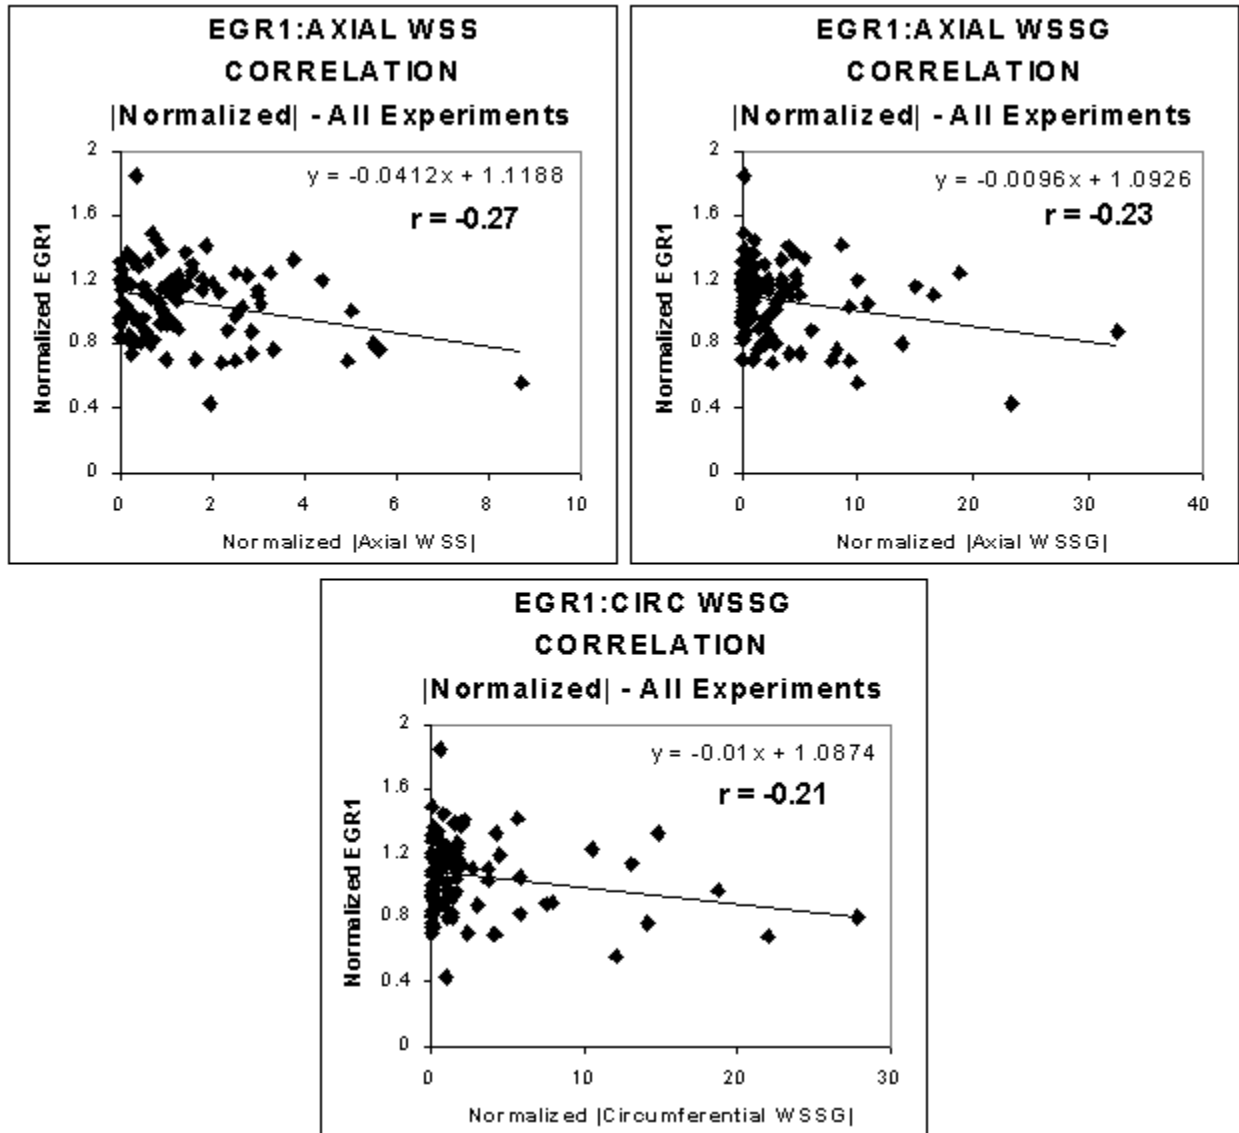 EGR1:AXIAL WSS
CORRELATION
|Normalized| - All Experiments
y = -0.0412x + 1.1188
r = -0.27
2
1.6
1.2
0.8
0.4
0
Normalized EGR1
0 2 4 6 8 10
Normalized |Axial WSS|
EGR1:AXIAL WSSG
CORRELATION
|Normalized| - All Experiments
y = -0.0096x + 1.0926
r = -0.23
2
1.6
1.2
0.8
0.4
0
Normalized EGR1
0 10 20 30 40
Normalized |Axial WSSG|
EGR1:CIRC WSSG
CORRELATION
|Normalized| - All Experiments
y = -0.01x + 1.0874
r = -0.21
2
1.6
1.2
0.8
0.4
0
Normalized EGR1
0 10 20 30
Normalized |Circumferential WSSG|